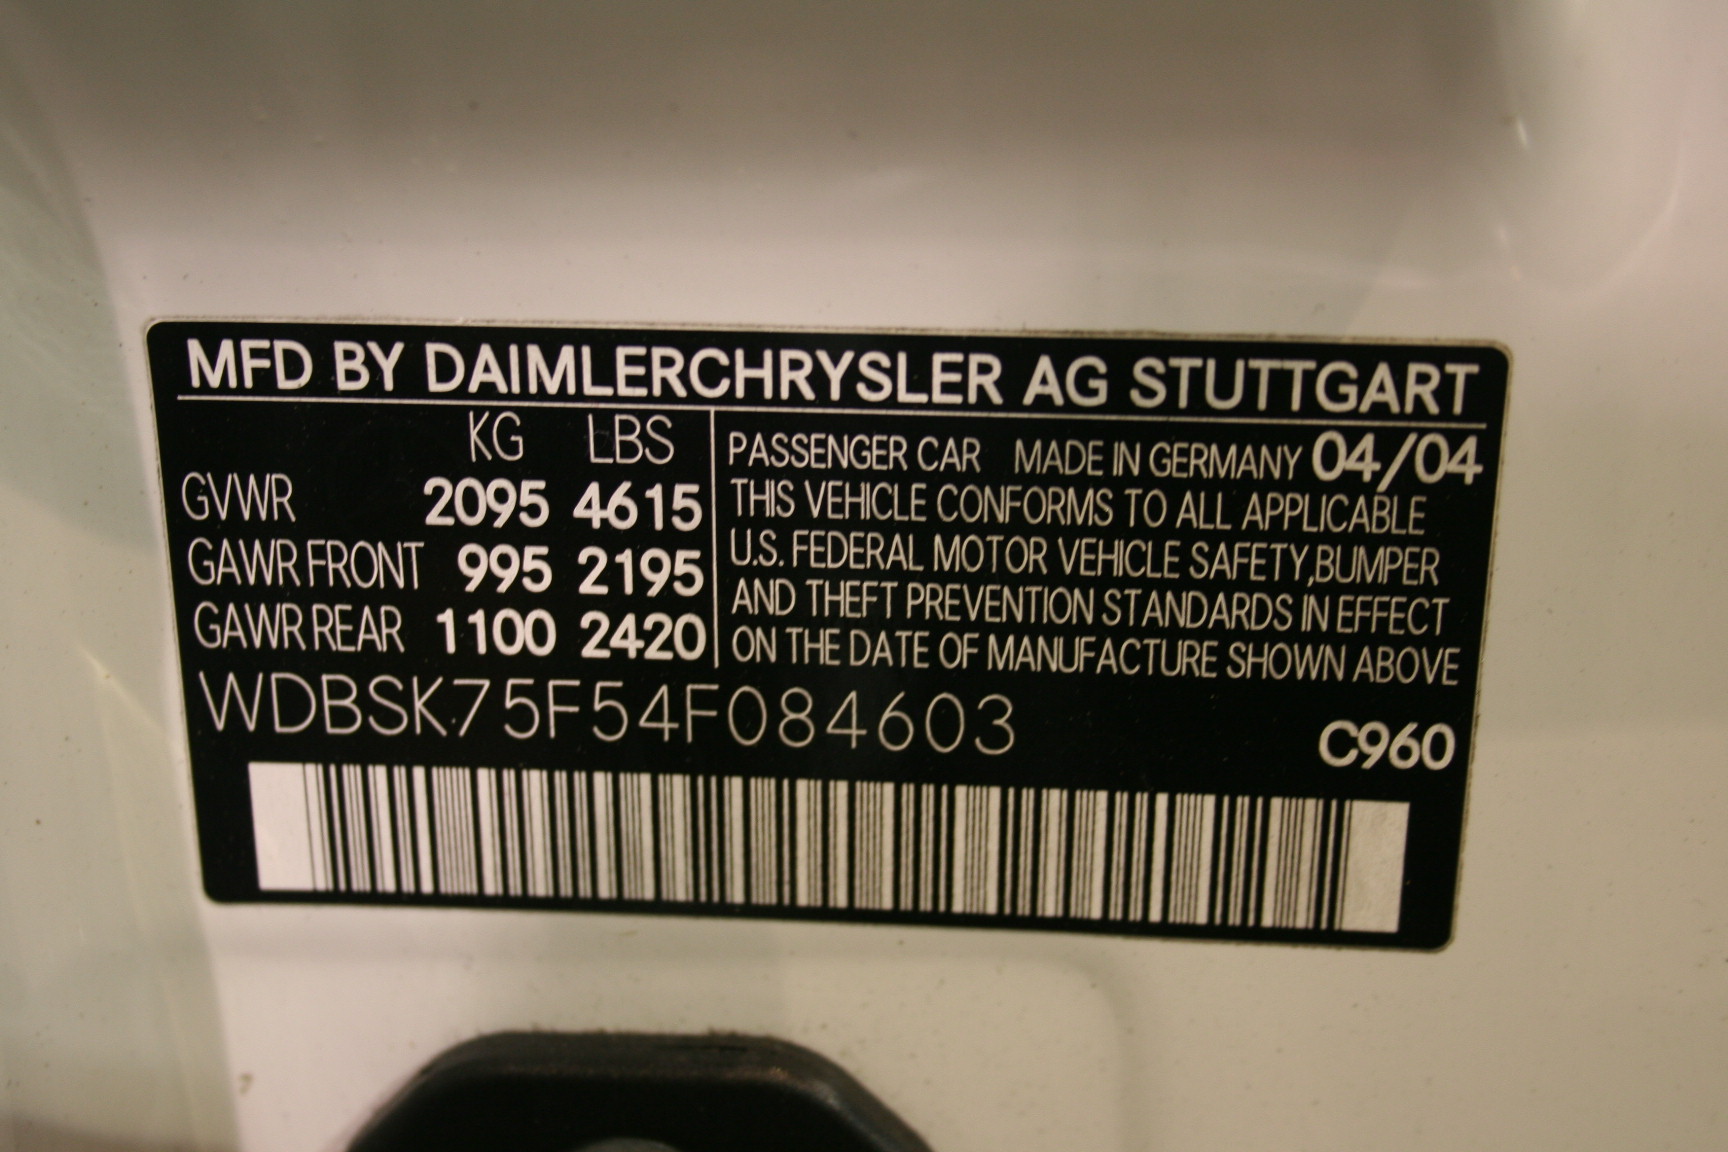 MFD BY DAIMLERCHRYSLER AG STUTTGART
KG LBS
GVWR 2095 4615
GAWR FRONT 995 2195
GAWR REAR 1100 2420
PASSENGER CAR MADE IN GERMANY 04/04
THIS VEHICLE CONFORMS TO ALL APPLICABLE
U.S. FEDERAL MOTOR VEHICLE SAFETY,BUMPER
AND THEFT PREVENTION STANDARDS IN EFFECT
ON THE DATE OF MANUFACTURE SHOWN ABOVE
WDBSK75F54F084603
C960